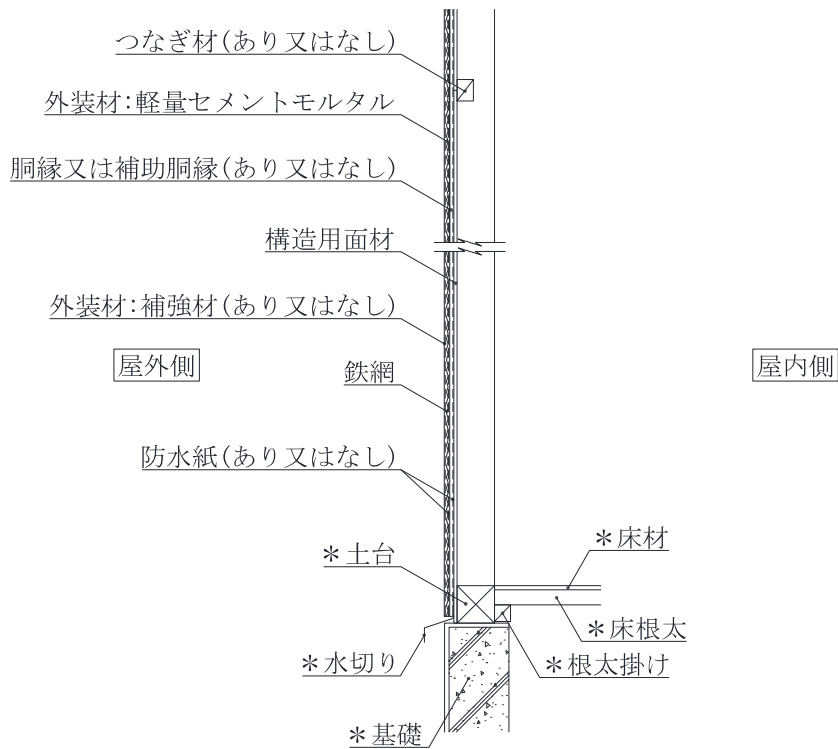 つなぎ材(あり又はなし)
外装材:軽量セメントモルタル
胴縁又は補助胴縁(あり又はなし)
構造用面材
外装材:補強材(あり又はなし)
屋外側
屋内側
鉄網
防水紙(あり又はなし)
＊床材
＊土台
＊床根太
＊水切り
＊根太掛け
＊基礎